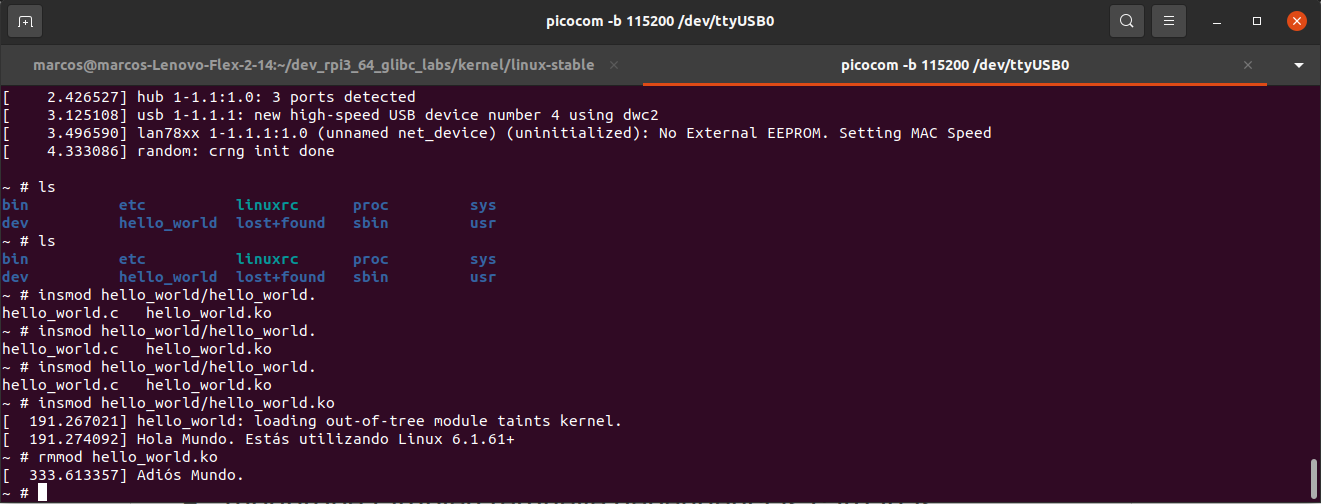 picocom -b 115200 /dev/ttyUSB0
marcos@marcos-Lenovo-Flex-2-14:~/dev_rpi3_64_glibc_labs/kernel/linux-stable
picocom -b 115200 /dev/ttyUSB0
[    2.426527] hub 1-1.1:1.0: 3 ports detected
[    3.125108] usb 1-1.1.1: new high-speed USB device number 4 using dwc2
[    3.496590] lan78xx 1-1.1.1:1.0 (unnamed net_device) (uninitialized): No External EEPROM. Setting MAC Speed
[    4.333086] random: crng init done
~ # ls
bin          etc          linuxrc      proc         sys
dev          hello_world  lost+found   sbin         usr
~ # ls
bin          etc          linuxrc      proc         sys
dev          hello_world  lost+found   sbin         usr
~ # insmod hello_world/hello_world.
hello_world.c   hello_world.ko
~ # insmod hello_world/hello_world.
hello_world.c   hello_world.ko
~ # insmod hello_world/hello_world.
hello_world.c   hello_world.ko
~ # insmod hello_world/hello_world.ko
[  191.267021] hello_world: loading out-of-tree module taints kernel.
[  191.274092] Hola Mundo. Estás utilizando Linux 6.1.61+
~ # rmmod hello_world.ko
[  333.613357] Adiós Mundo.
~ #